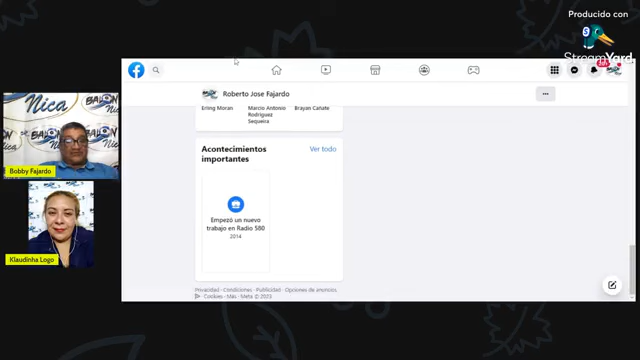 Producido con
StreamYard
Roberto Jose Fajardo
Erling Moran
Marcio Antonio
Rodriguez
Sequeira
Brayan Cañate
Acontecimientos
importantes
Ver todo
Empezó un nuevo
trabajo en Radio 580
2014
Privacidad · Condiciones · Publicidad · Opciones de anuncios
Cookies · Más · Meta © 2023
Nica
BALON
Bobby Fajardo
Klaudinha Logo